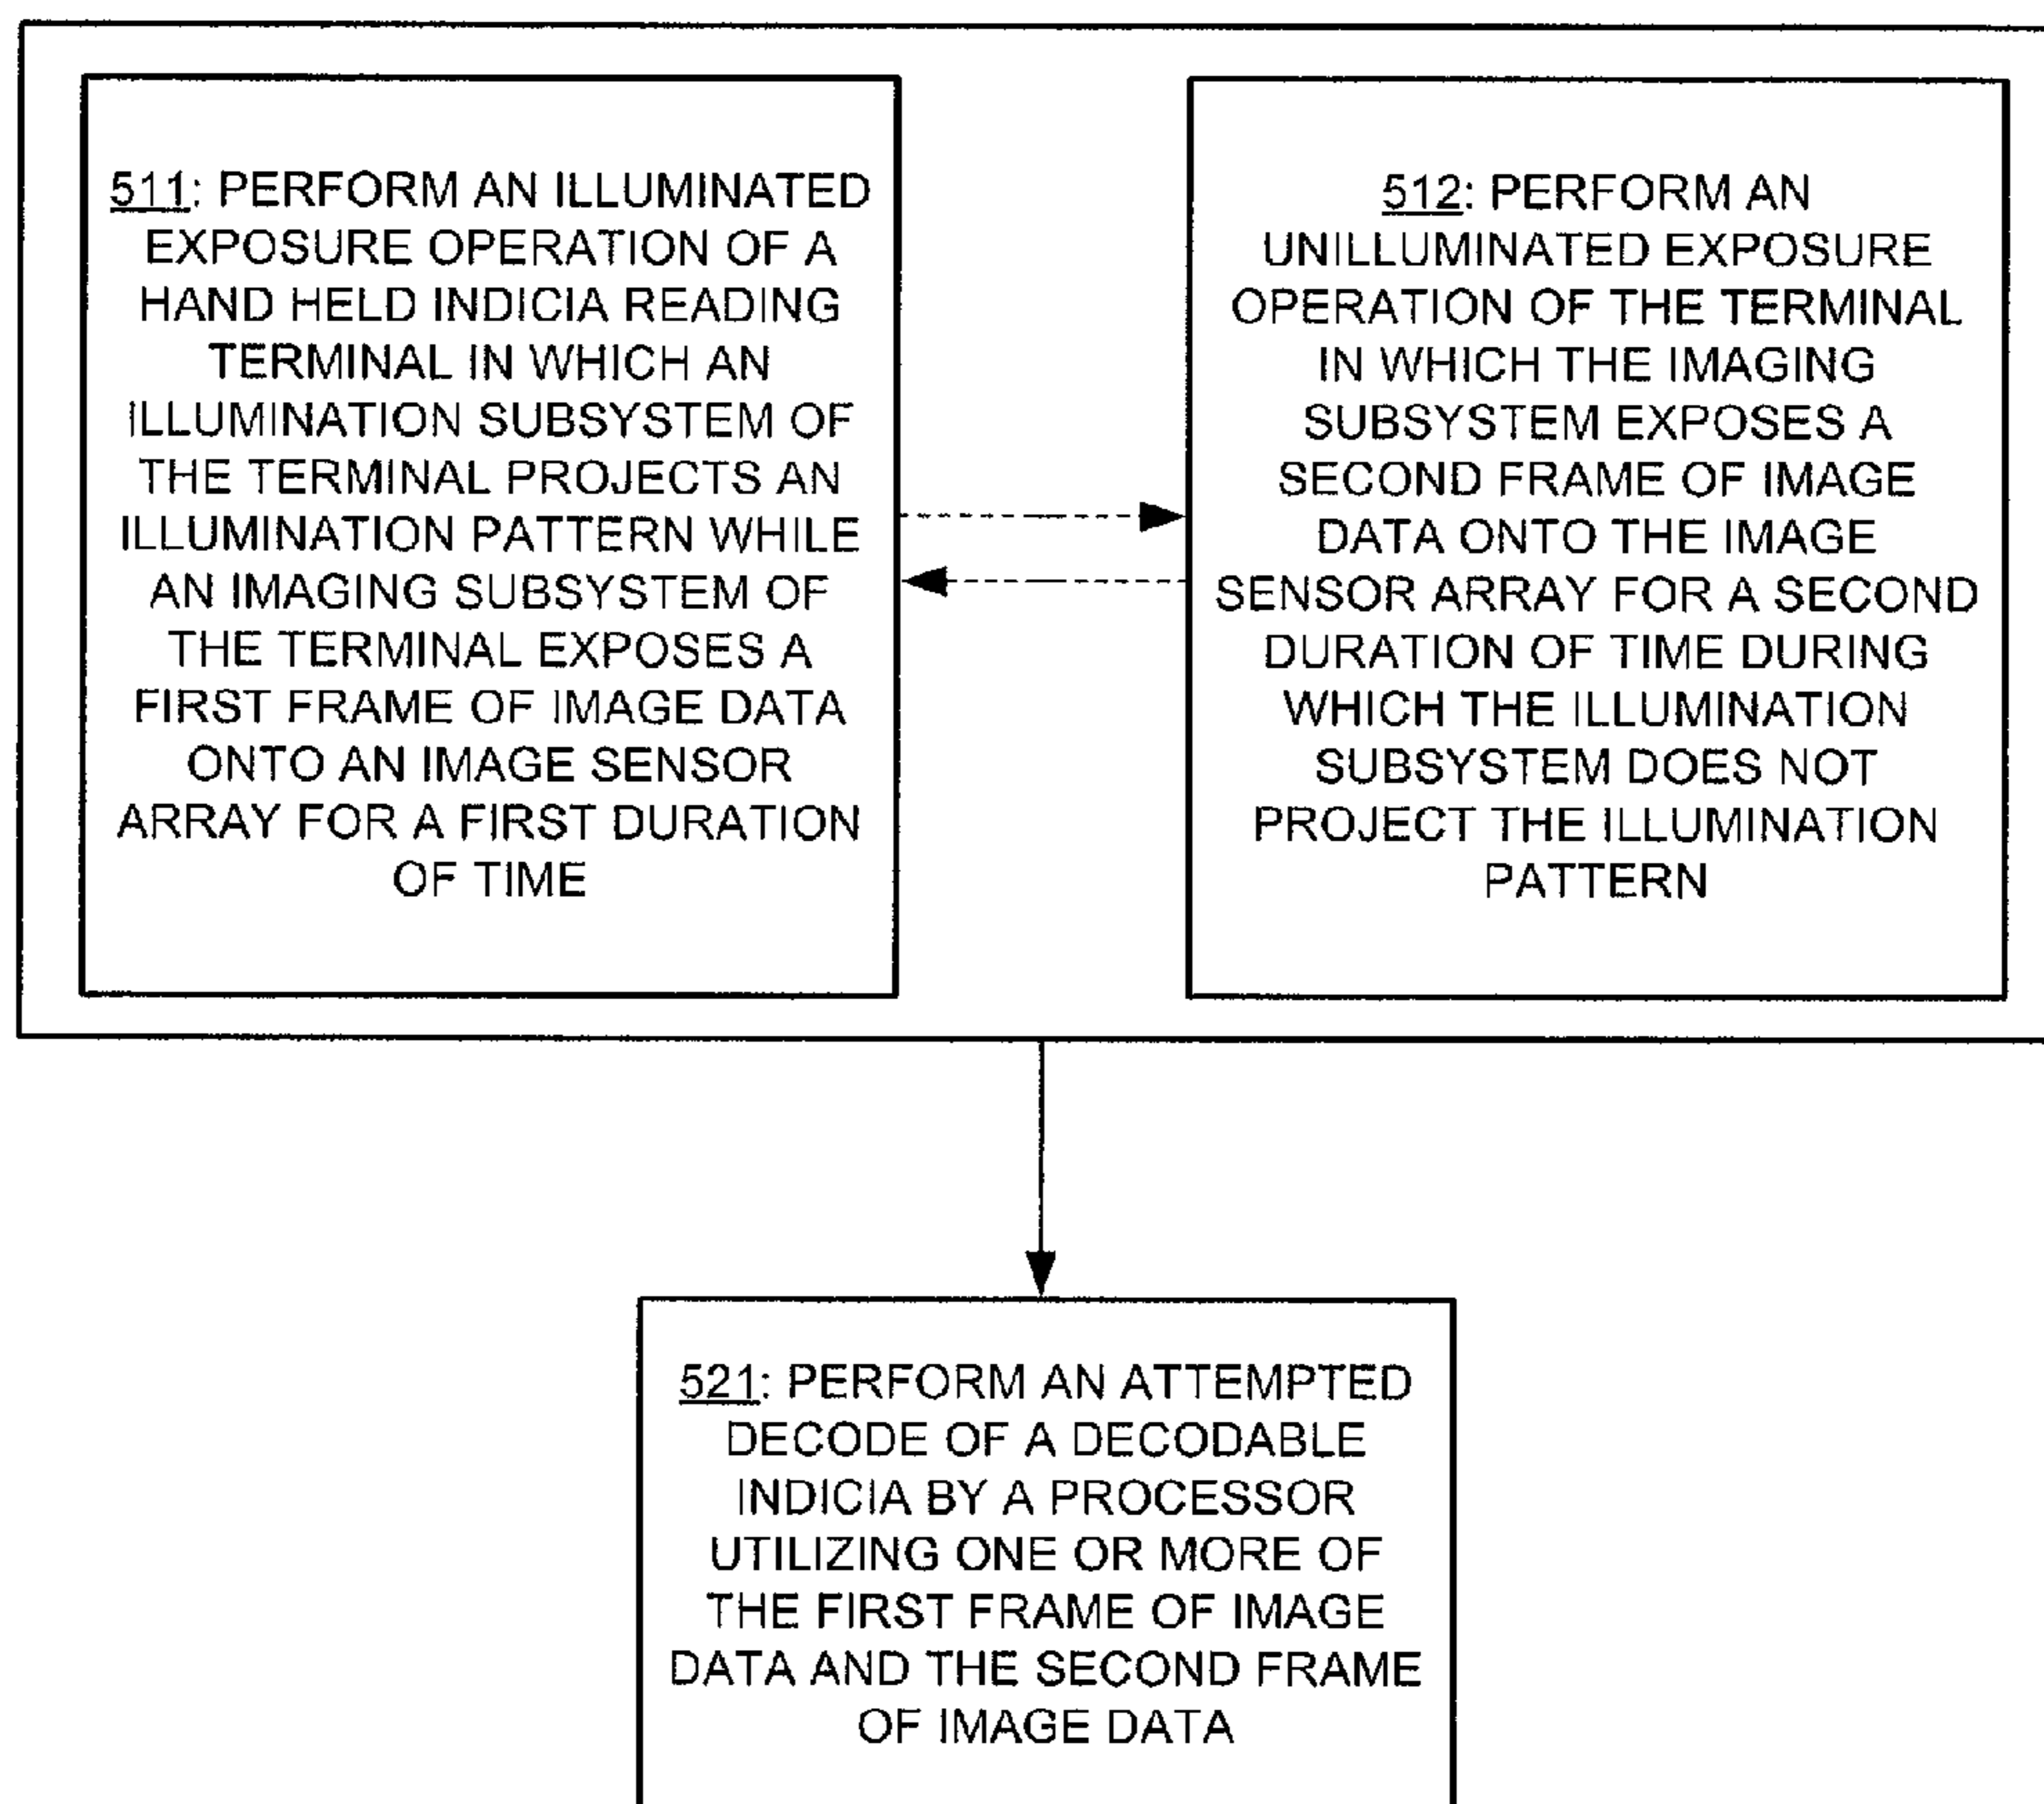 511: PERFORM AN ILLUMINATED
EXPOSURE OPERATION OF A
HAND HELD INDICIA READING
TERMINAL IN WHICH AN
ILLUMINATION SUBSYSTEM OF
THE TERMINAL PROJECTS AN
ILLUMINATION PATTERN WHILE
AN IMAGING SUBSYSTEM OF
THE TERMINAL EXPOSES A
FIRST FRAME OF IMAGE DATA
ONTO AN IMAGE SENSOR
ARRAY FOR A FIRST DURATION
OF TIME
512: PERFORM AN
UNILLUMINATED EXPOSURE
OPERATION OF THE TERMINAL
IN WHICH THE IMAGING
SUBSYSTEM EXPOSES A
SECOND FRAME OF IMAGE
DATA ONTO THE IMAGE
SENSOR ARRAY FOR A SECOND
DURATION OF TIME DURING
WHICH THE ILLUMINATION
SUBSYSTEM DOES NOT
PROJECT THE ILLUMINATION
PATTERN
521: PERFORM AN ATTEMPTED
DECODE OF A DECODABLE
INDICIA BY A PROCESSOR
UTILIZING ONE OR MORE OF
THE FIRST FRAME OF IMAGE
DATA AND THE SECOND FRAME
OF IMAGE DATA